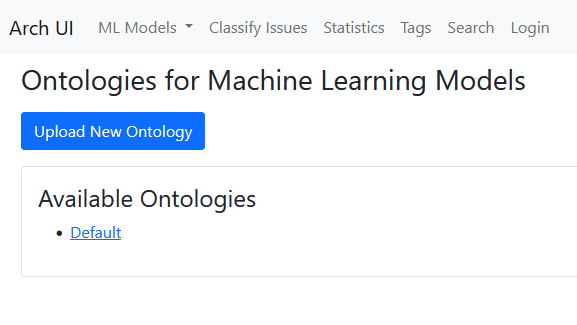 Arch UI ML Models Classify Issues Statistics Tags Search Login
Ontologies for Machine Learning Models
Upload New Ontology
Available Ontologies
Default